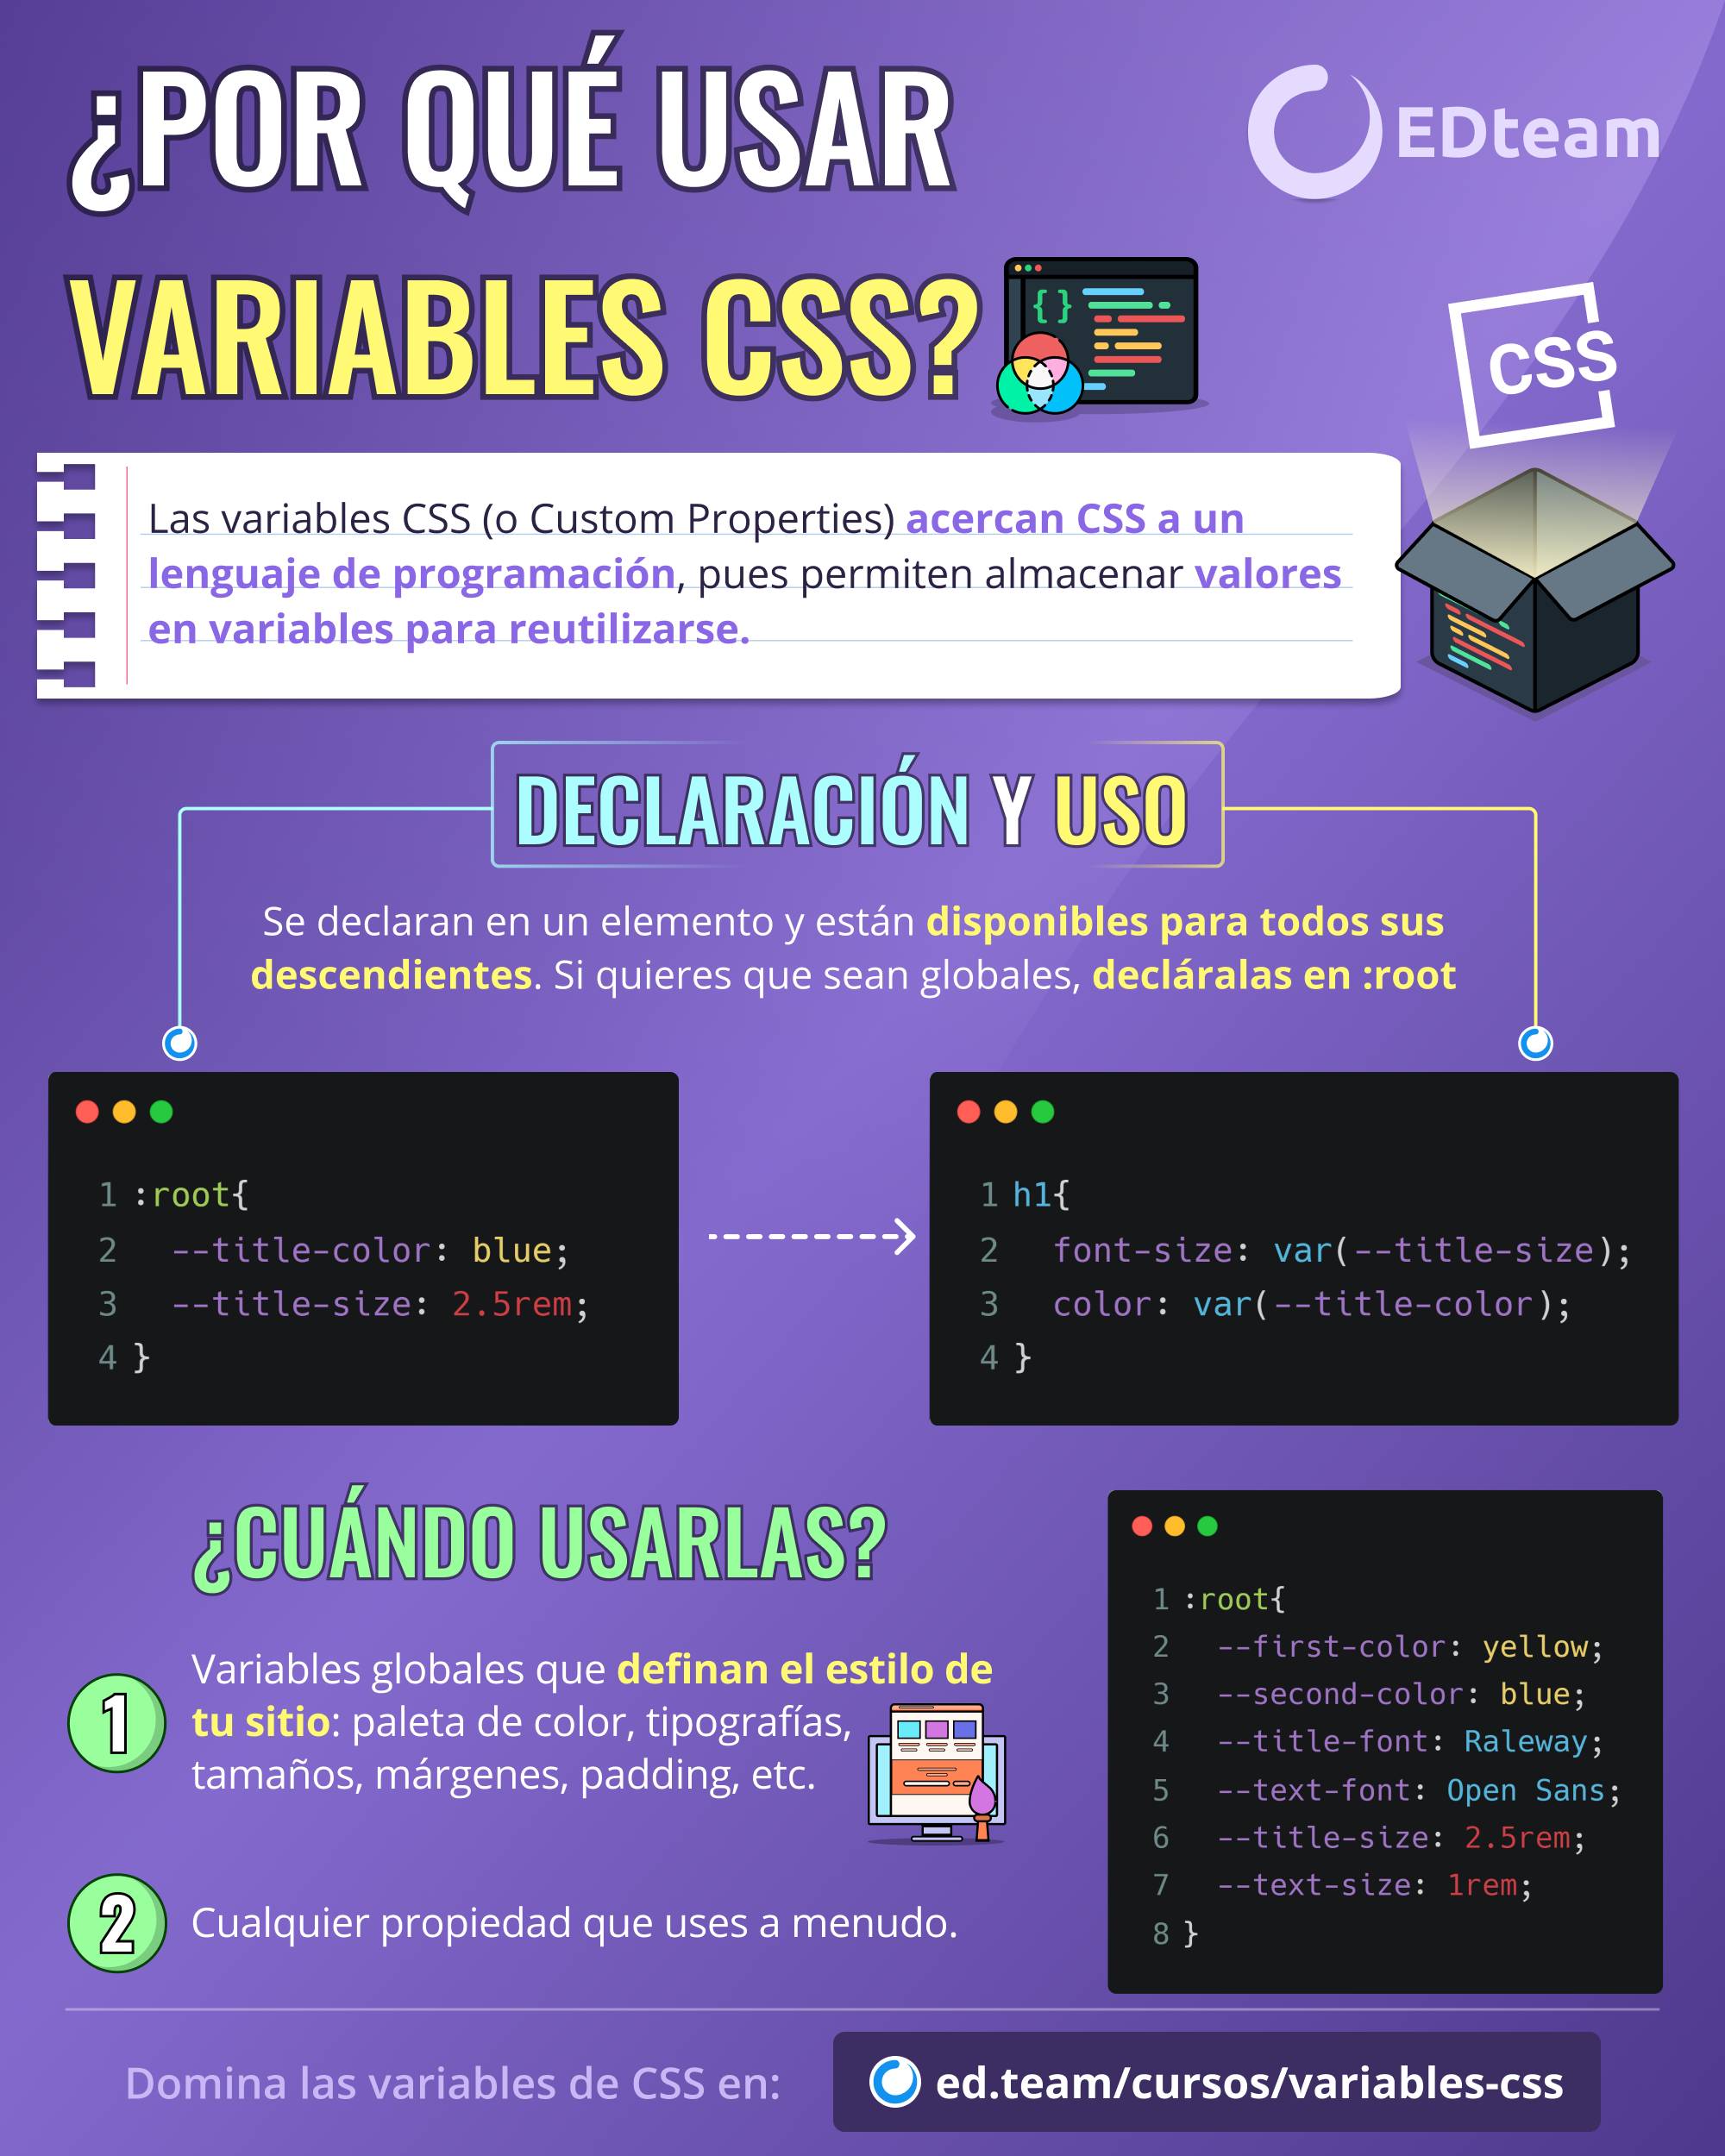 ¿POR QUÉ USAR
EDteam
VARIABLES CSS?
{ }
CSS
Las variables CSS (o Custom Properties) acercan CSS a un
lenguaje de programación, pues permiten almacenar valores
en variables para reutilizarse.
DECLARACIÓN Y USO
Se declaran en un elemento y están disponibles para todos sus
descendientes. Si quieres que sean globales, decláralas en :root
1 :root{
2   --title-color: blue;
3   --title-size: 2.5rem;
4 }
1 h1{
2   font-size: var(--title-size);
3   color: var(--title-color);
4 }
¿CUÁNDO USARLAS?
1
Variables globales que definan el estilo de
tu sitio: paleta de color, tipografías,
tamaños, márgenes, padding, etc.
2
Cualquier propiedad que uses a menudo.
1 :root{
2   --first-color: yellow;
3   --second-color: blue;
4   --title-font: Raleway;
5   --text-font: Open Sans;
6   --title-size: 2.5rem;
7   --text-size: 1rem;
8 }
Domina las variables de CSS en:
ed.team/cursos/variables-css